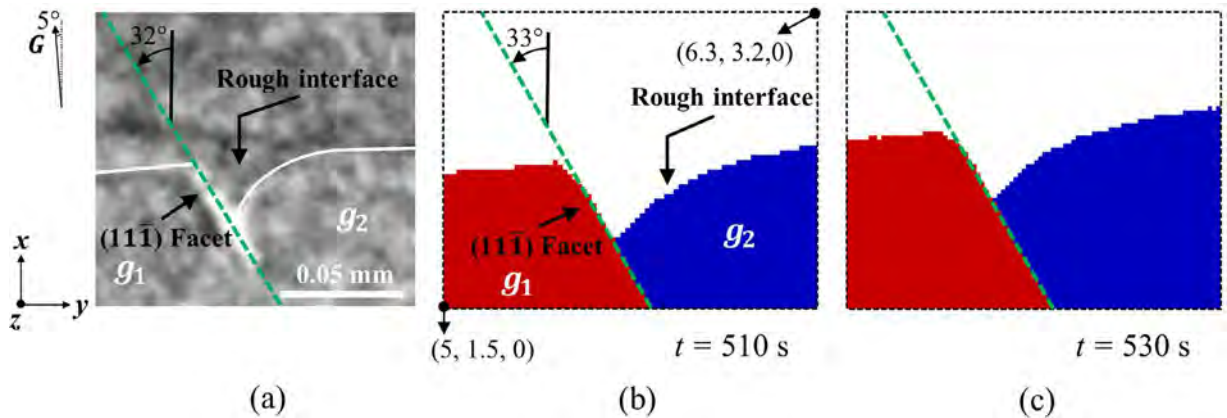 5°
G
32°
Rough interface
(111̄) Facet
g₁
g₂
0.05 mm
x
z
y
(a)
33°
(6.3, 3.2,0)
Rough interface
(111̄) Facet
g₁
g₂
(5, 1.5, 0)
t = 510 s
(b)
t = 530 s
(c)